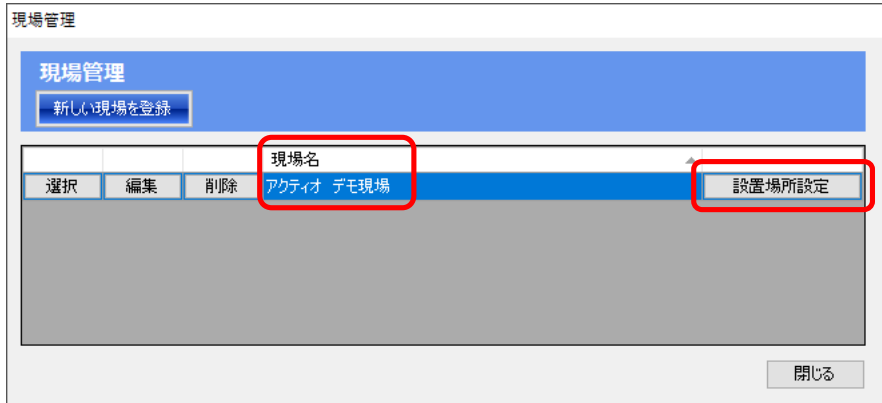 現場管理
現場管理
新しい現場を登録
現場名
選択 編集 削除 アクティオ デモ現場 設置場所設定
閉じる